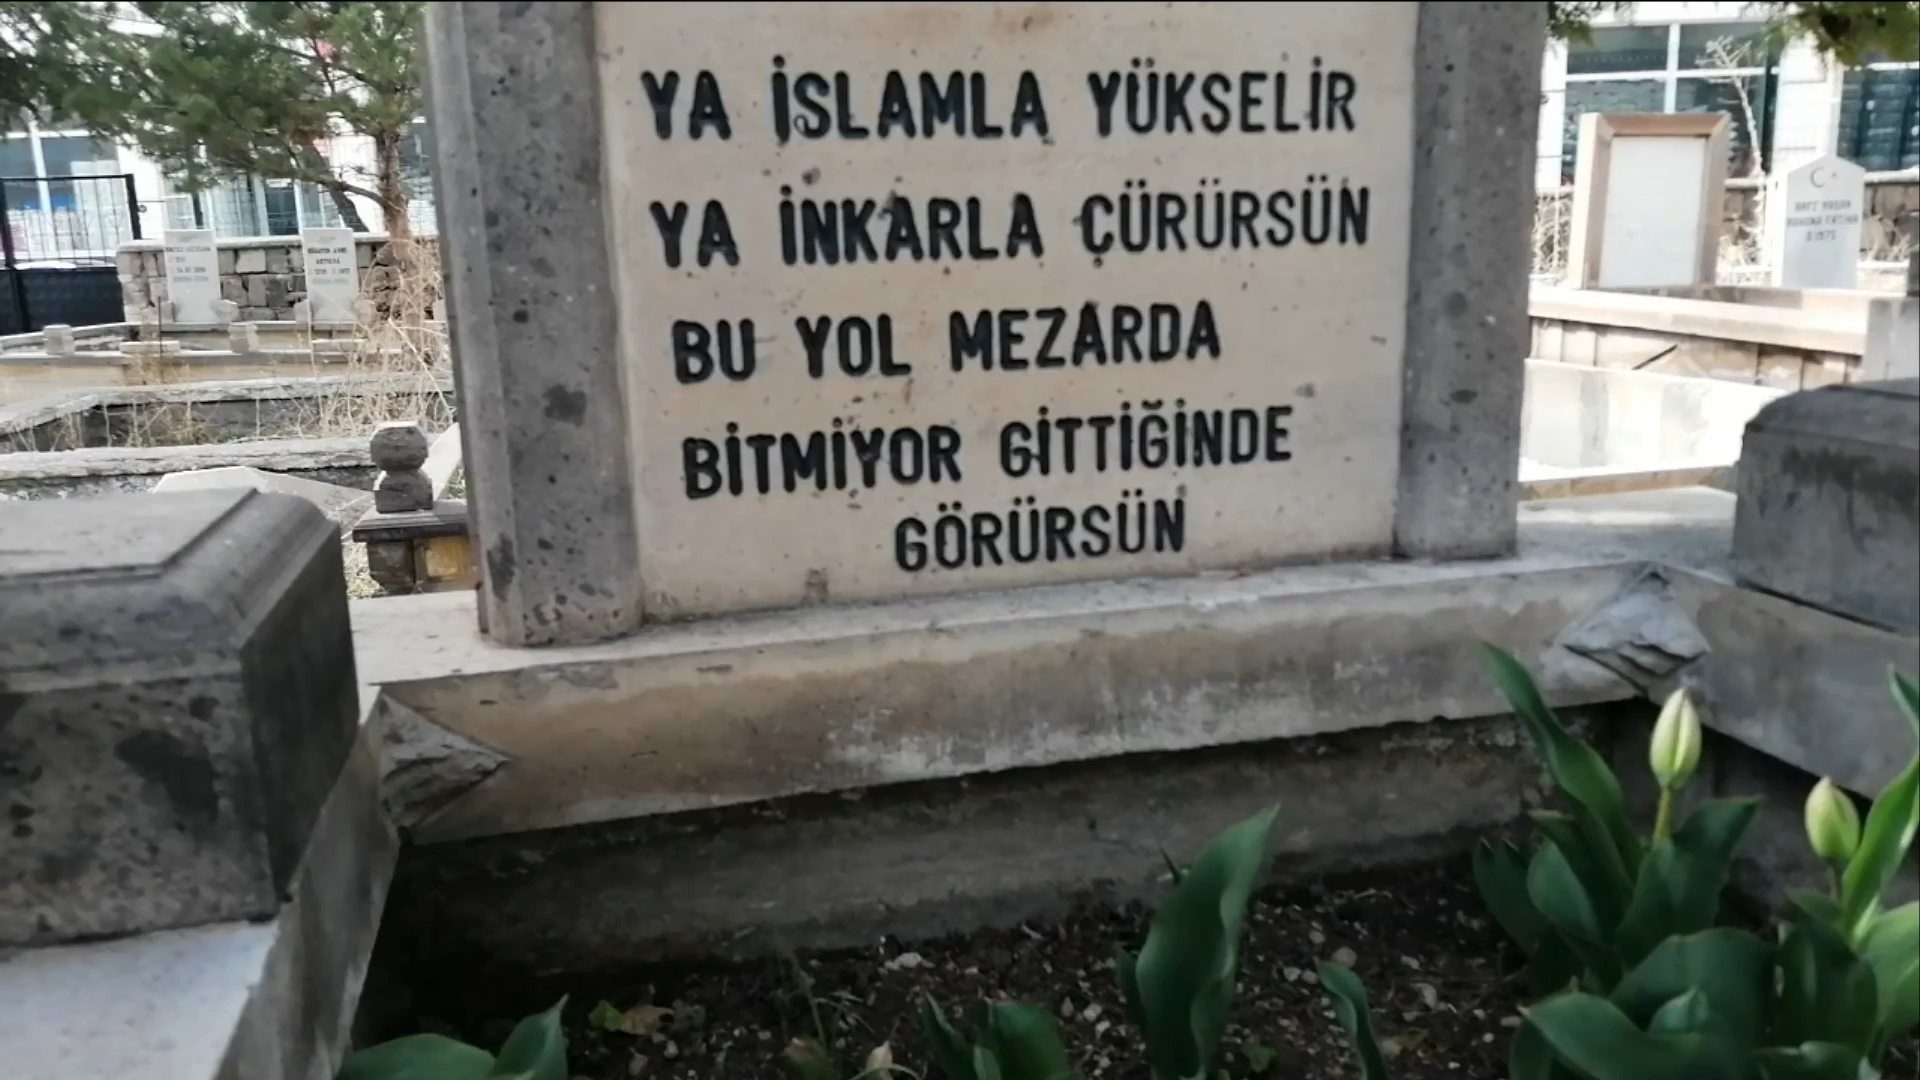 YA İSLAMLA YÜKSELİR
YA İNKARLA ÇÜRÜRSÜN
BU YOL MEZARDA
BİTMİYOR GİTTİĞİNDE
GÖRÜRSÜN